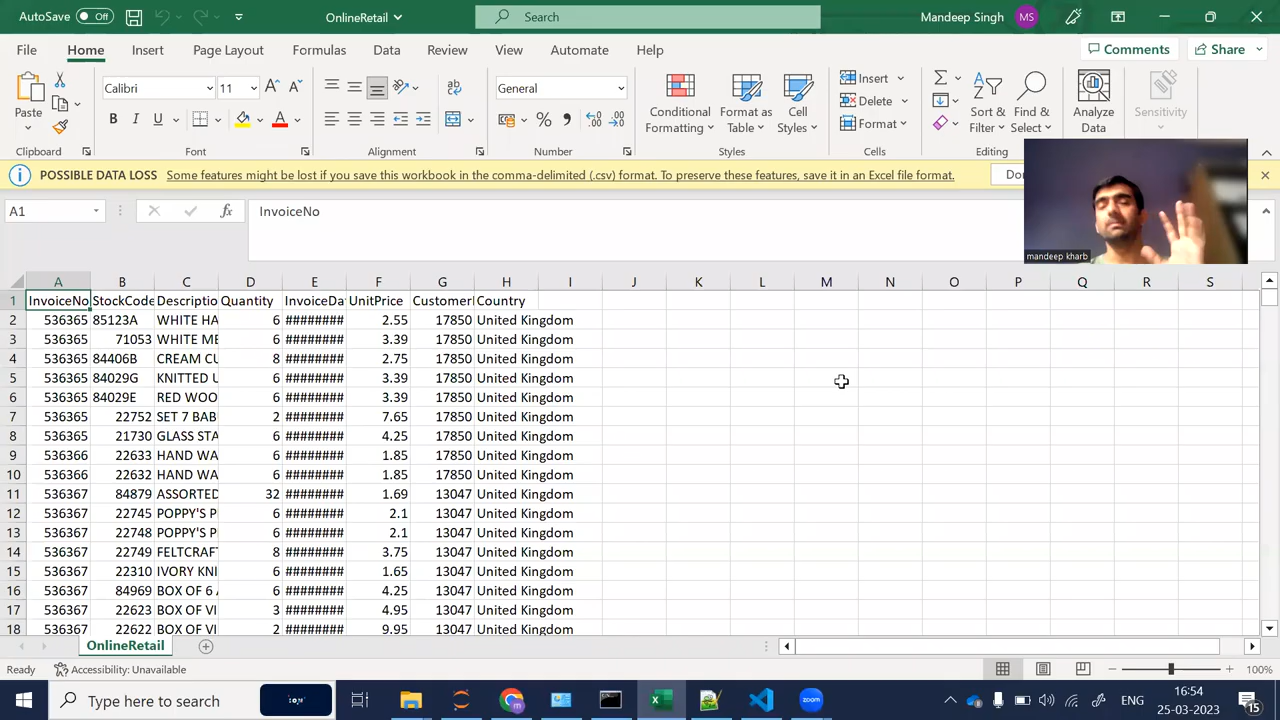 AutoSave Off OnlineRetail Search Mandeep Singh MS
File Home Insert Page Layout Formulas Data Review View Automate Help Comments Share
Paste Calibri 11 General Conditional Formatting Format as Table Cell Styles Insert Delete Format Sort & Filter Find & Select Analyze Data Sensitivity
Clipboard Font Alignment Number Styles Cells Editing
POSSIBLE DATA LOSS Some features might be lost if you save this workbook in the comma-delimited (.csv) format. To preserve these features, save it in an Excel file format.
A1 fx InvoiceNo
mandeep kharb
A B C D E F G H I J K L M N O P Q R S
1 InvoiceNo StockCode Descriptio Quantity InvoiceDa UnitPrice Customer Country
2 536365 85123A WHITE HA 6 ######## 2.55 17850 United Kingdom
3 536365 71053 WHITE ME 6 ######## 3.39 17850 United Kingdom
4 536365 84406B CREAM CU 8 ######## 2.75 17850 United Kingdom
5 536365 84029G KNITTED U 6 ######## 3.39 17850 United Kingdom
6 536365 84029E RED WOO 6 ######## 3.39 17850 United Kingdom
7 536365 22752 SET 7 BAB 2 ######## 7.65 17850 United Kingdom
8 536365 21730 GLASS STA 6 ######## 4.25 17850 United Kingdom
9 536366 22633 HAND WA 6 ######## 1.85 17850 United Kingdom
10 536366 22632 HAND WA 6 ######## 1.85 17850 United Kingdom
11 536367 84879 ASSORTED 32 ######## 1.69 13047 United Kingdom
12 536367 22745 POPPY'S P 6 ######## 2.1 13047 United Kingdom
13 536367 22748 POPPY'S P 6 ######## 2.1 13047 United Kingdom
14 536367 22749 FELTCRAF 8 ######## 3.75 13047 United Kingdom
15 536367 22310 IVORY KNI 6 ######## 1.65 13047 United Kingdom
16 536367 84969 BOX OF 6 6 ######## 4.25 13047 United Kingdom
17 536367 22623 BOX OF VI 3 ######## 4.95 13047 United Kingdom
18 536367 22622 BOX OF VI 2 ######## 9.95 13047 United Kingdom
OnlineRetail
Ready Accessibility: Unavailable 100%
Type here to search ENG 16:54
25-03-2023 15